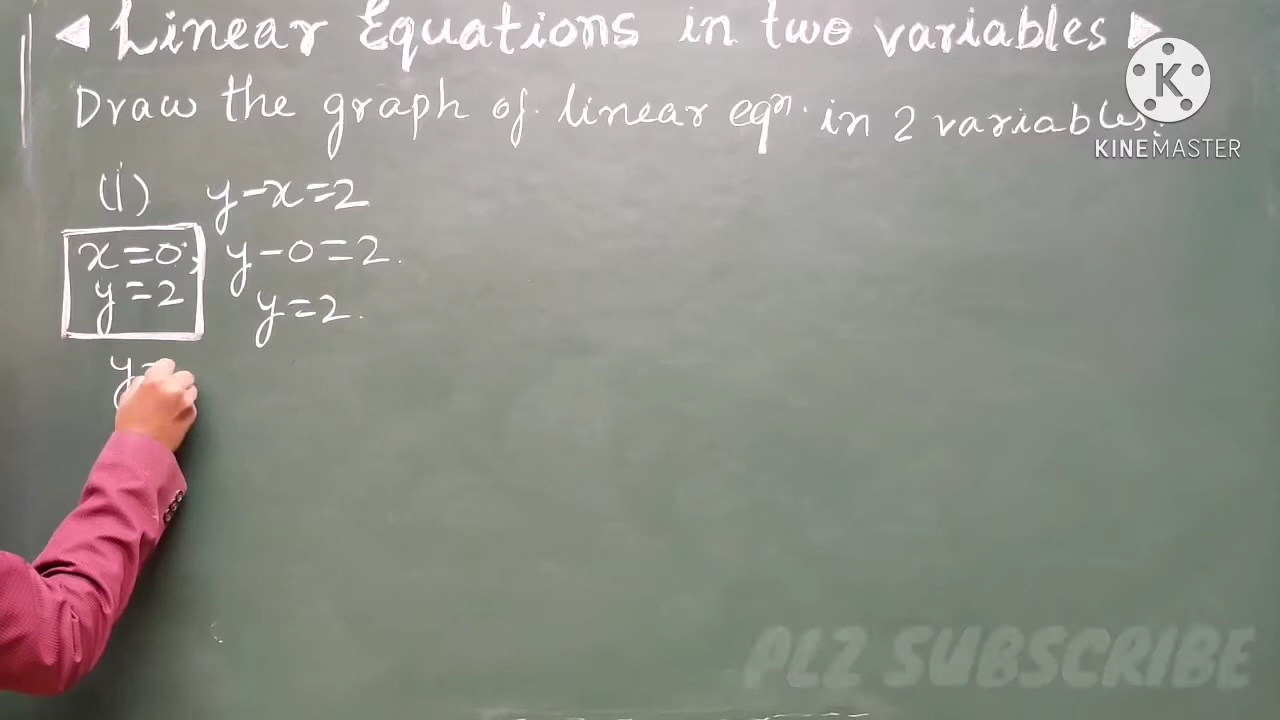 Linear Equations in two variables
Draw the graph of linear eqn. in 2 variables.
(i) y-x=2
x=0; y-0=2.
y=2 y=2.
y=
KINEMASTER
PLZ SUBSCRIBE